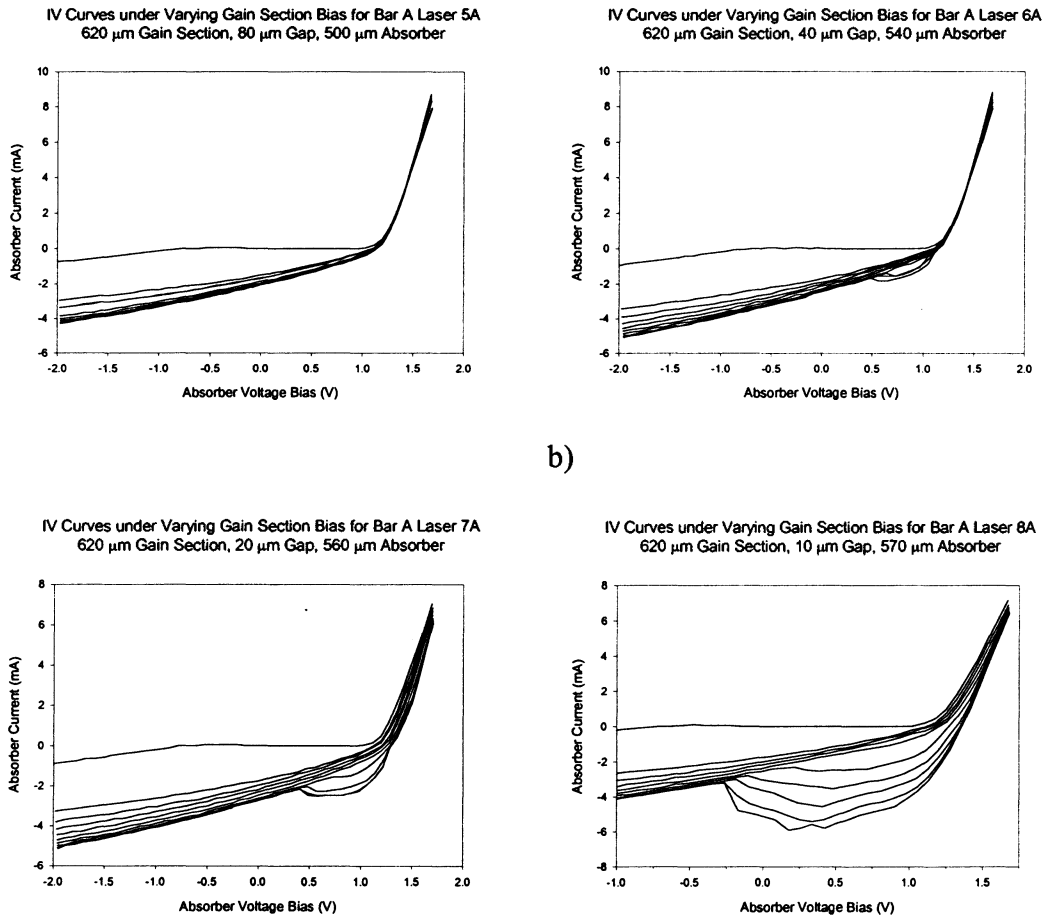 IV Curves under Varying Gain Section Bias for Bar A Laser 5A
620 μm Gain Section, 80 μm Gap, 500 μm Absorber
10
8
6
4
2
0
-2
-4
-6
Absorber Current (mA)
-2.0 -1.5 -1.0 -0.5 0.0 0.5 1.0 1.5 2.0
Absorber Voltage Bias (V)
IV Curves under Varying Gain Section Bias for Bar A Laser 6A
620 μm Gain Section, 40 μm Gap, 540 μm Absorber
10
8
6
4
2
0
-2
-4
-6
Absorber Current (mA)
-2.0 -1.5 -1.0 -0.5 0.0 0.5 1.0 1.5 2.0
Absorber Voltage Bias (V)
b)
IV Curves under Varying Gain Section Bias for Bar A Laser 7A
620 μm Gain Section, 20 μm Gap, 560 μm Absorber
8
6
4
2
0
-2
-4
-6
Absorber Current (mA)
-2.0 -1.5 -1.0 -0.5 0.0 0.5 1.0 1.5 2.0
Absorber Voltage Bias (V)
IV Curves under Varying Gain Section Bias for Bar A Laser 8A
620 μm Gain Section, 10 μm Gap, 570 μm Absorber
8
6
4
2
0
-2
-4
-6
-8
Absorber Current (mA)
-1.0 -0.5 0.0 0.5 1.0 1.5
Absorber Voltage Bias (V)